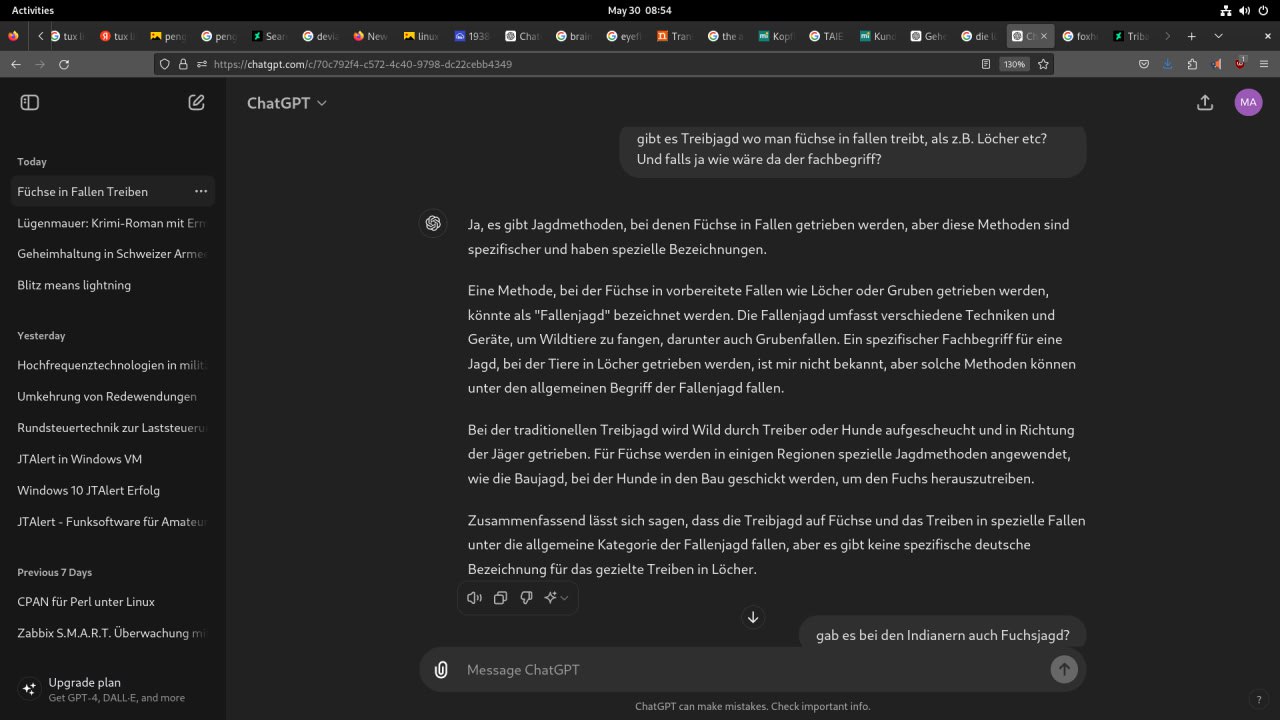 Activities
May 30 08:54
tux li
tux li
peng
peng
Sear
devia
New
linux
1938
Chat
brain
eyef
Tran
the a
Kopfl
TAIE
Kund
Gehe
die lü
Ch
foxh
Triba
https://chatgpt.com/c/70c792f4-c572-4c40-9798-dc22cebb4349
130%
1
ChatGPT
MA
Today
Füchse in Fallen Treiben
Lügenmauer: Krimi-Roman mit Erm
Geheimhaltung in Schweizer Armee
Blitz means lightning
Yesterday
Hochfrequenztechnologien in milita
Umkehrung von Redewendungen
Rundsteuertechnik zur Laststeueru
JTAlert in Windows VM
Windows 10 JTAlert Erfolg
JTAlert - Funksoftware für Amateur
Previous 7 Days
CPAN für Perl unter Linux
Zabbix S.M.A.R.T. Überwachung mi
Upgrade plan
Get GPT-4, DALL·E, and more
gibt es Treibjagd wo man füchse in fallen treibt, als z.B. Löcher etc?
Und falls ja wie wäre da der fachbegriff?
Ja, es gibt Jagdmethoden, bei denen Füchse in Fallen getrieben werden, aber diese Methoden sind
spezifischer und haben spezielle Bezeichnungen.
Eine Methode, bei der Füchse in vorbereitete Fallen wie Löcher oder Gruben getrieben werden,
könnte als "Fallenjagd" bezeichnet werden. Die Fallenjagd umfasst verschiedene Techniken und
Geräte, um Wildtiere zu fangen, darunter auch Grubenfallen. Ein spezifischer Fachbegriff für eine
Jagd, bei der Tiere in Löcher getrieben werden, ist mir nicht bekannt, aber solche Methoden können
unter den allgemeinen Begriff der Fallenjagd fallen.
Bei der traditionellen Treibjagd wird Wild durch Treiber oder Hunde aufgescheucht und in Richtung
der Jäger getrieben. Für Füchse werden in einigen Regionen spezielle Jagdmethoden angewendet,
wie die Baujagd, bei der Hunde in den Bau geschickt werden, um den Fuchs herauszutreiben.
Zusammenfassend lässt sich sagen, dass die Treibjagd auf Füchse und das Treiben in spezielle Fallen
unter die allgemeine Kategorie der Fallenjagd fallen, aber es gibt keine spezifische deutsche
Bezeichnung für das gezielte Treiben in Löcher.
gab es bei den Indianern auch Fuchsjagd?
Message ChatGPT
ChatGPT can make mistakes. Check important info.
?